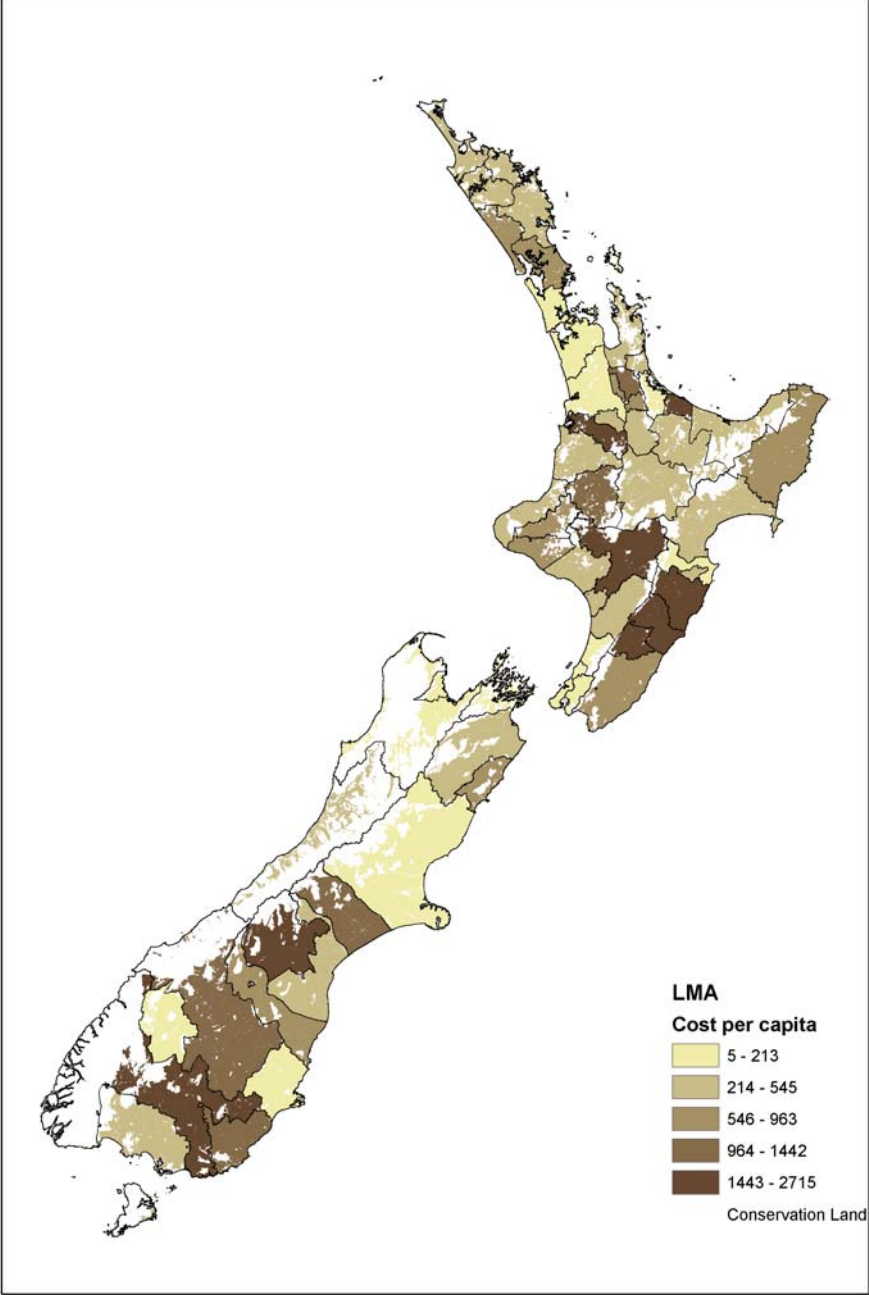 LMA
Cost per capita
5 - 213
214 - 545
546 - 963
964 - 1442
1443 - 2715
Conservation Land